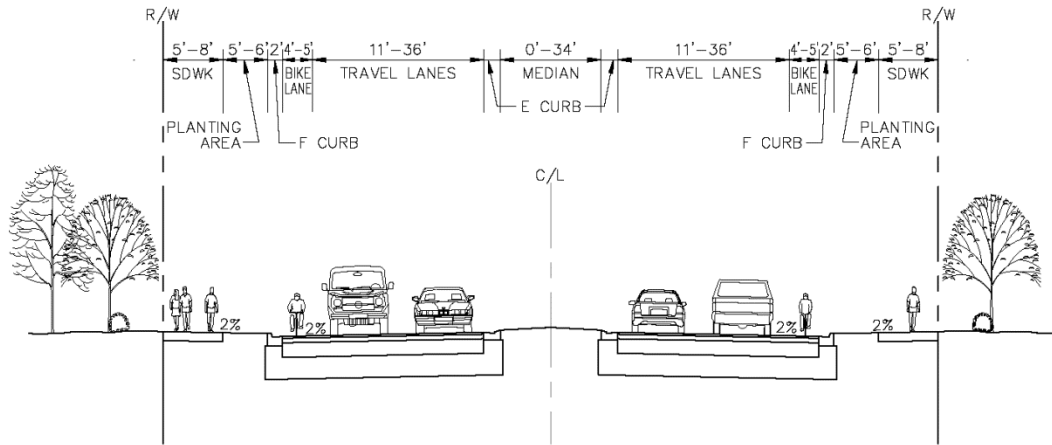 R/W R/W
5'-8' 5'-6' 2' 4'-5' 11'-36' 0'-34' 11'-36' 4'-5' 2' 5'-6' 5'-8'
SDWK BIKE LANE TRAVEL LANES MEDIAN TRAVEL LANES BIKE LANE SDWK
E CURB
PLANTING AREA F CURB F CURB PLANTING AREA
C/L
2% 2% 2% 2%